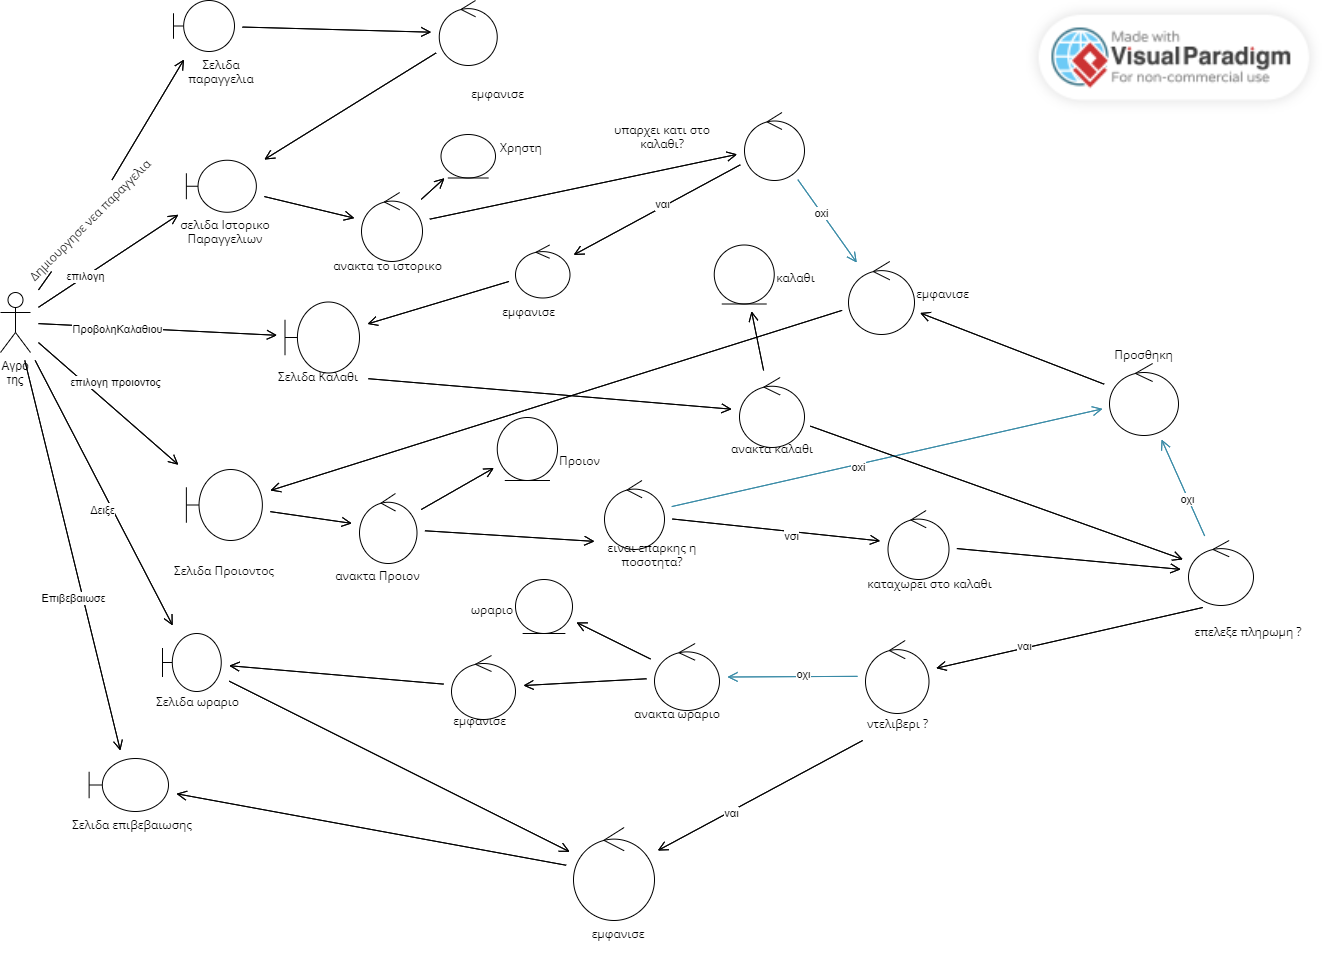 Made with
Visual Paradigm
For non-commercial use
Σελιδα
παραγγελια
εμφανισε
Δημιουργησε νεα παραγγελια
Χρηστη
υπαρχει κατι στο
καλαθι?
ναι
οχί
επιλογη
σελιδα Ιστορικο
Παραγγελιων
ανακτα το ιστορικο
εμφανισε
καλαθι
εμφανισε
ΠροβοληΚαλαθιου
Αγρο
της
Σελιδα Καλαθι
Προσθηκη
επιλογη προιοντος
ανακτα καλαθι
Προιον
οχι
οχι
Δειξε
Σελιδα Προιοντος
ανακτα Προιον
ειναι επαρκης η
ποσοτητα?
νσι
καταχωρει στο καλαθι
Επιβεβαιωσε
ωραριο
επελεξε πληρωμη ?
ναι
Σελιδα ωραριο
εμφανισε
ανακτα ωραριο
οχι
ντελιβερι ?
Σελιδα επιβεβαιωσης
ναι
εμφανισε